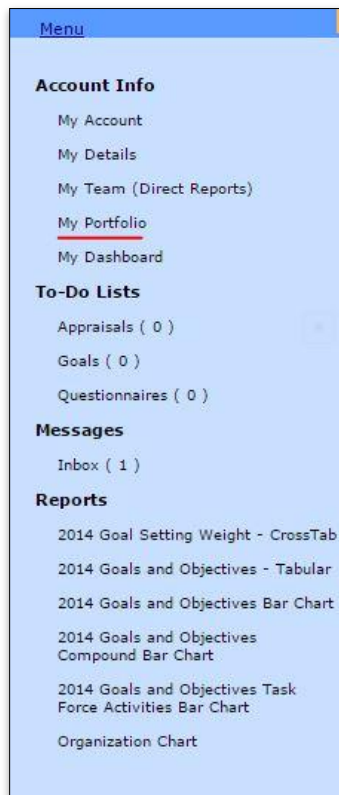 Menu
Account Info
My Account
My Details
My Team (Direct Reports)
My Portfolio
My Dashboard
To-Do Lists
Appraisals ( 0 )
Goals ( 0 )
Questionnaires ( 0 )
Messages
Inbox ( 1 )
Reports
2014 Goal Setting Weight - CrossTab
2014 Goals and Objectives - Tabular
2014 Goals and Objectives Bar Chart
2014 Goals and Objectives
Compound Bar Chart
2014 Goals and Objectives Task
Force Activities Bar Chart
Organization Chart